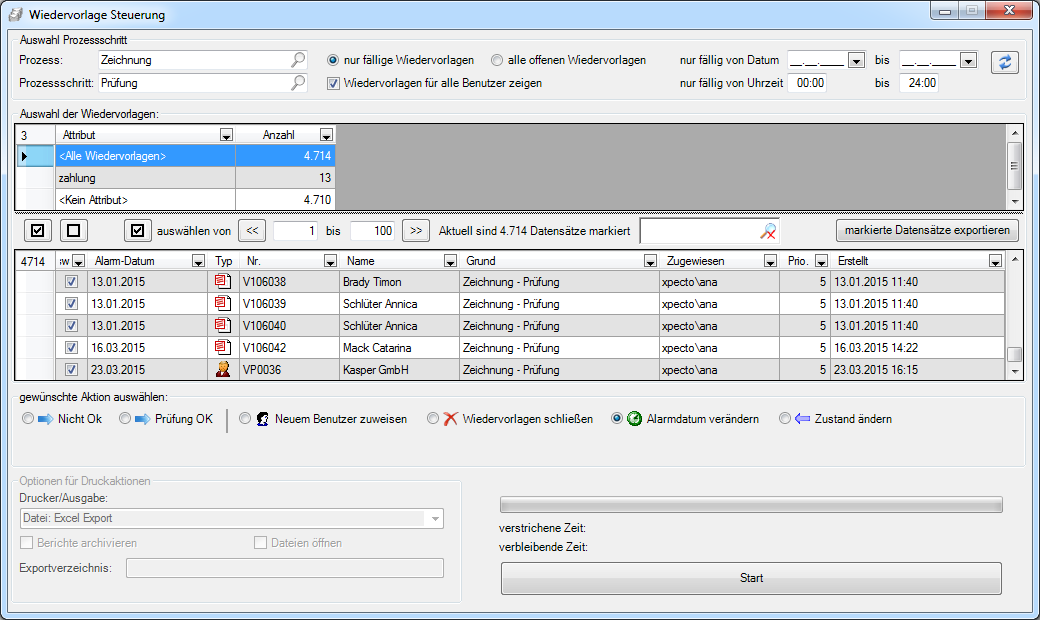 Wiedervorlage Steuerung
Auswahl Prozessschritt
Prozess: Zeichnung nur fällige Wiedervorlagen alle offenen Wiedervorlagen nur fällig von Datum __.__.____ bis __.__.____
Prozessschritt: Prüfung Wiedervorlagen für alle Benutzer zeigen nur fällig von Uhrzeit 00:00 bis 24:00
Auswahl der Wiedervorlagen:
3 Attribut Anzahl
<Alle Wiedervorlagen> 4.714
zahlung 13
<Kein Attribut> 4.710
auswählen von << 1 bis 100 >> Aktuell sind 4.714 Datensätze markiert markierte Datensätze exportieren
4714 sw Alarm-Datum Typ Nr. Name Grund Zugewiesen Prio. Erstellt
13.01.2015 V106038 Brady Timon Zeichnung - Prüfung xpecto\ana 5 13.01.2015 11:40
13.01.2015 V106039 Schlüter Annica Zeichnung - Prüfung xpecto\ana 5 13.01.2015 11:40
13.01.2015 V106040 Schlüter Annica Zeichnung - Prüfung xpecto\ana 5 13.01.2015 11:40
16.03.2015 V106042 Mack Catarina Zeichnung - Prüfung xpecto\ana 5 16.03.2015 14:22
23.03.2015 VP0036 Kasper GmbH Zeichnung - Prüfung xpecto\ana 5 23.03.2015 16:15
gewünschte Aktion auswählen:
Nicht Ok Prüfung OK Neuem Benutzer zuweisen Wiedervorlagen schließen Alarmdatum verändern Zustand ändern
Optionen für Druckaktionen
Drucker/Ausgabe:
Datei: Excel Export
Berichte archivieren Dateien öffnen
Exportverzeichnis:
verstrichene Zeit:
verbleibende Zeit:
Start